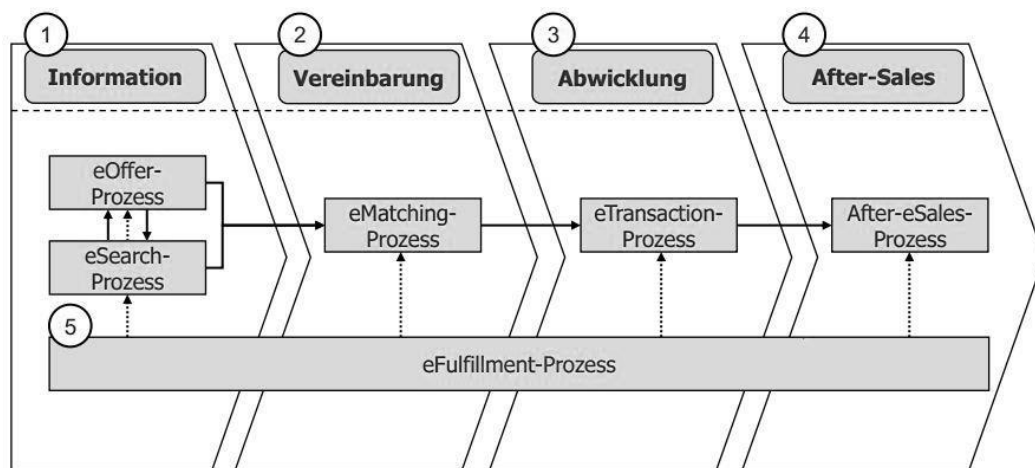 1
2
3
4
Information
Vereinbarung
Abwicklung
After-Sales
eOffer-
Prozess
eSearch-
Prozess
eMatching-
Prozess
eTransaction-
Prozess
After-eSales-
Prozess
5
eFulfillment-Prozess